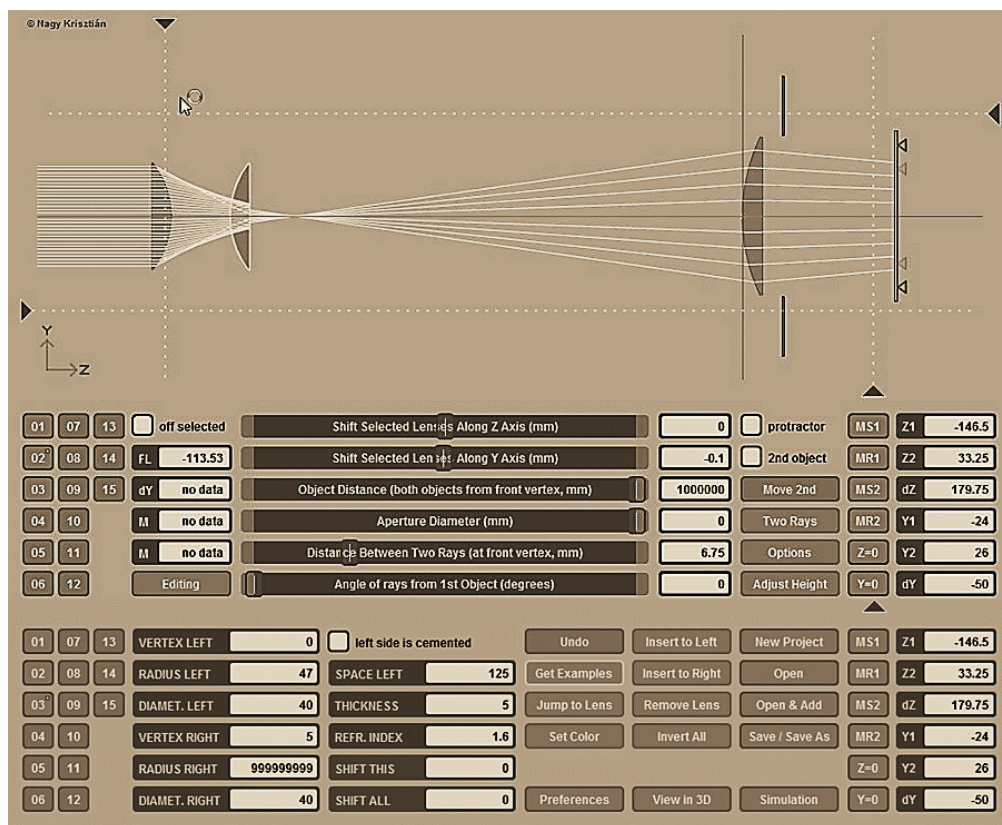 © Nagy Krisztián
Y
Z
01 07 13 off selected Shift Selected Lenses Along Z Axis (mm) 0 protractor MS1 Z1 -146.5
02 08 14 FL -113.53 Shift Selected Lenses Along Y Axis (mm) -0.1 2nd object MR1 Z2 33.25
03 09 15 dY no data Object Distance (both objects from front vertex, mm) 1000000 Move 2nd MS2 dZ 179.75
04 10 M no data Aperture Diameter (mm) 0 Two Rays MR2 Y1 -24
05 11 M no data Distance Between Two Rays (at front vertex, mm) 6.75 Options Z=0 Y2 26
06 12 Editing Angle of rays from 1st Object (degrees) 0 Adjust Height Y=0 dY -50
01 07 13 VERTEX LEFT 0 left side is cemented Undo Insert to Left New Project MS1 Z1 -146.5
02 08 14 RADIUS LEFT 47 SPACE LEFT 125 Get Examples Insert to Right Open MR1 Z2 33.25
03 09 15 DIAMET. LEFT 40 THICKNESS 5 Jump to Lens Remove Lens Open & Add MS2 dZ 179.75
04 10 VERTEX RIGHT 5 REFR. INDEX 1.6 Set Color Invert All Save / Save As MR2 Y1 -24
05 11 RADIUS RIGHT 999999999 SHIFT THIS 0 Z=0 Y2 26
06 12 DIAMET. RIGHT 40 SHIFT ALL 0 Preferences View in 3D Simulation Y=0 dY -50